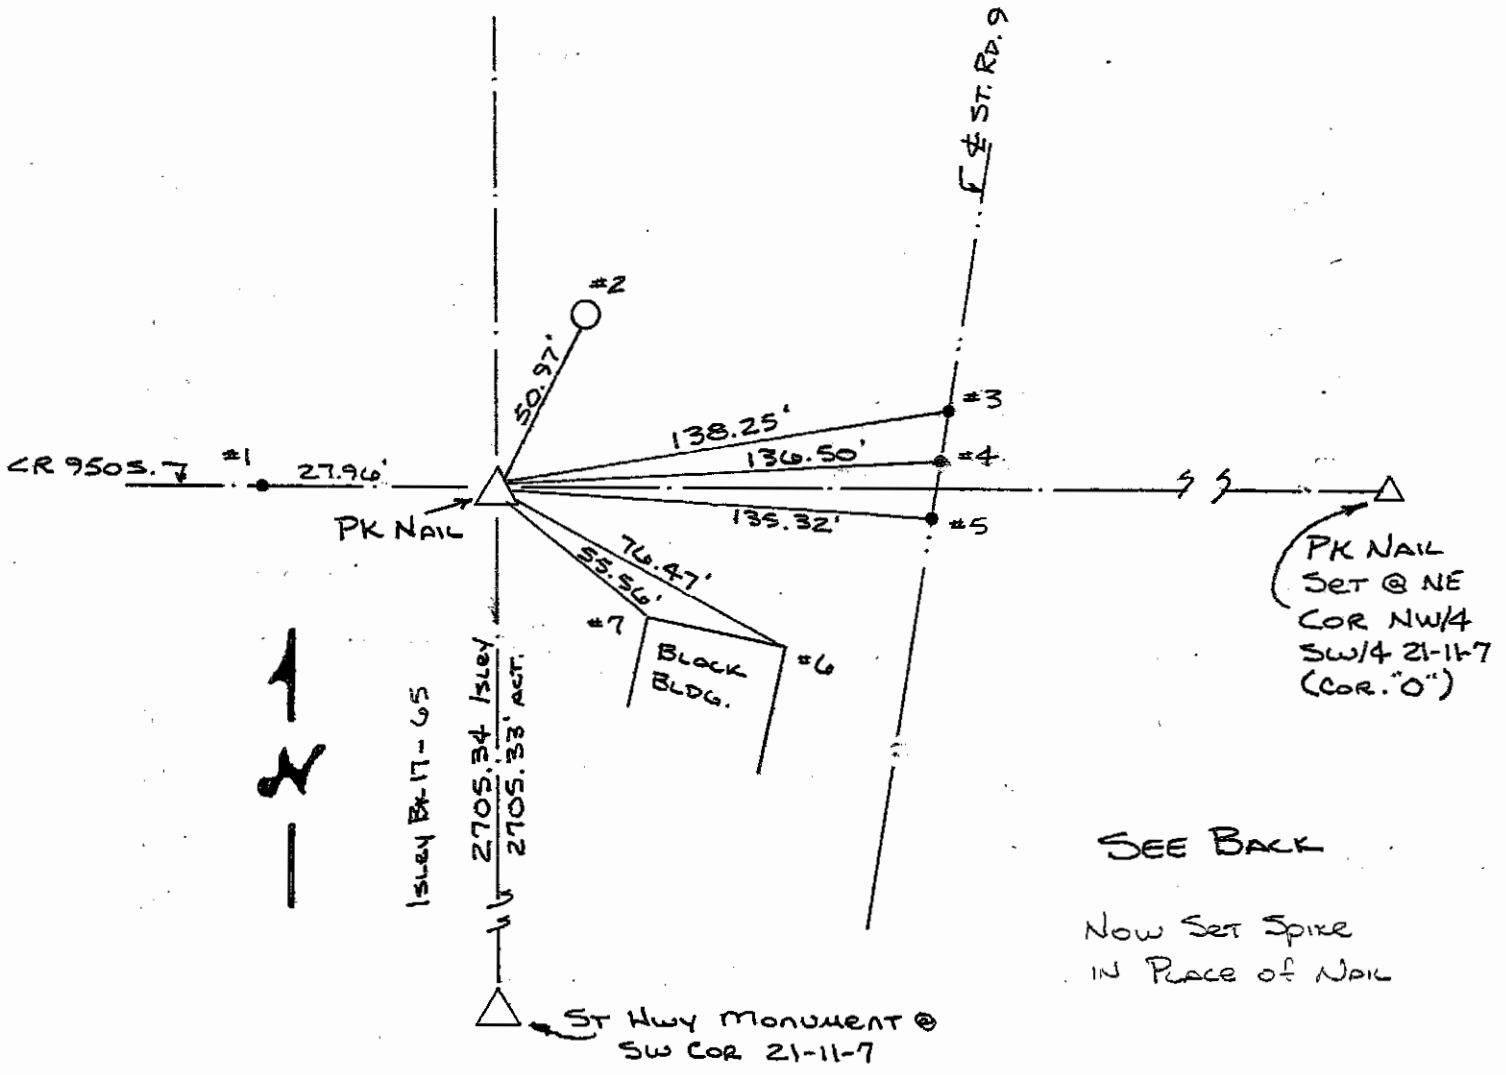 ℄ ST. RD. 9
#2
50.97'
#3
138.25'
136.50'
#4
CR 950S.
#1
27.96'
PK NAIL
135.32'
#5
76.47'
55.56'
#7
#6
BLOCK
BLDG.
PK NAIL
SET @ NE
COR NW/4
SW/4 21-11-7
(COR. "O")
ISLEY BK 17-65
2705.34 ISLEY
2705.33' ACT.
N
SEE BACK
NOW SET SPIKE
IN PLACE OF NAIL
ST HWY MONUMENT @
SW COR 21-11-7